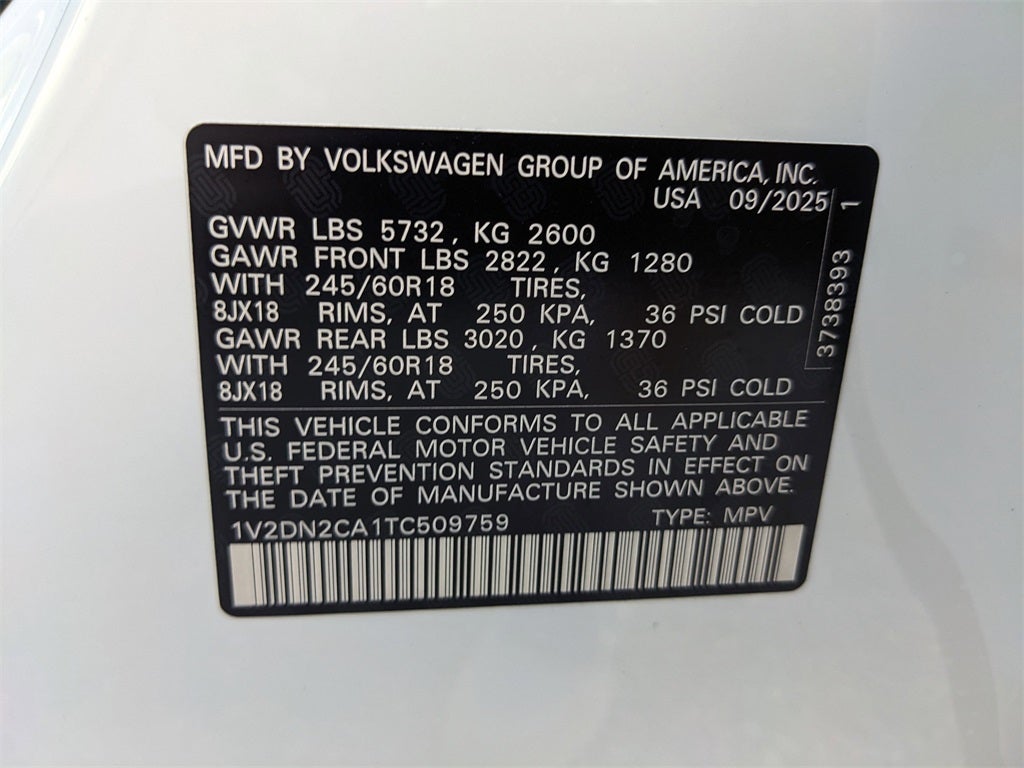 MFD BY VOLKSWAGEN GROUP OF AMERICA, INC.
USA 09/2025
GVWR LBS 5732, KG 2600
GAWR FRONT LBS 2822, KG 1280
WITH 245/60R18 TIRES,
8JX18 RIMS, AT 250 KPA, 36 PSI COLD
GAWR REAR LBS 3020, KG 1370
WITH 245/60R18 TIRES,
8JX18 RIMS, AT 250 KPA, 36 PSI COLD
3738393 1
THIS VEHICLE CONFORMS TO ALL APPLICABLE
U.S. FEDERAL MOTOR VEHICLE SAFETY AND
THEFT PREVENTION STANDARDS IN EFFECT ON
THE DATE OF MANUFACTURE SHOWN ABOVE.
1V2DN2CA1TC509759 TYPE: MPV